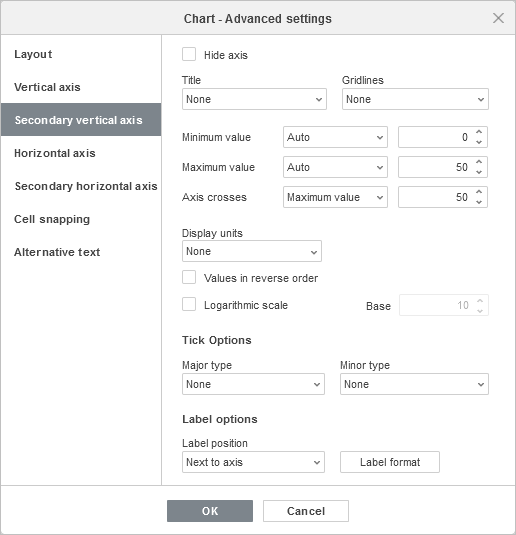 Chart - Advanced settings
Layout
Vertical axis
Secondary vertical axis
Horizontal axis
Secondary horizontal axis
Cell snapping
Alternative text
Hide axis
Title Gridlines
None None
Minimum value Auto 0
Maximum value Auto 50
Axis crosses Maximum value 50
Display units
None
Values in reverse order
Logarithmic scale Base 10
Tick Options
Major type Minor type
None None
Label options
Label position
Next to axis Label format
OK Cancel